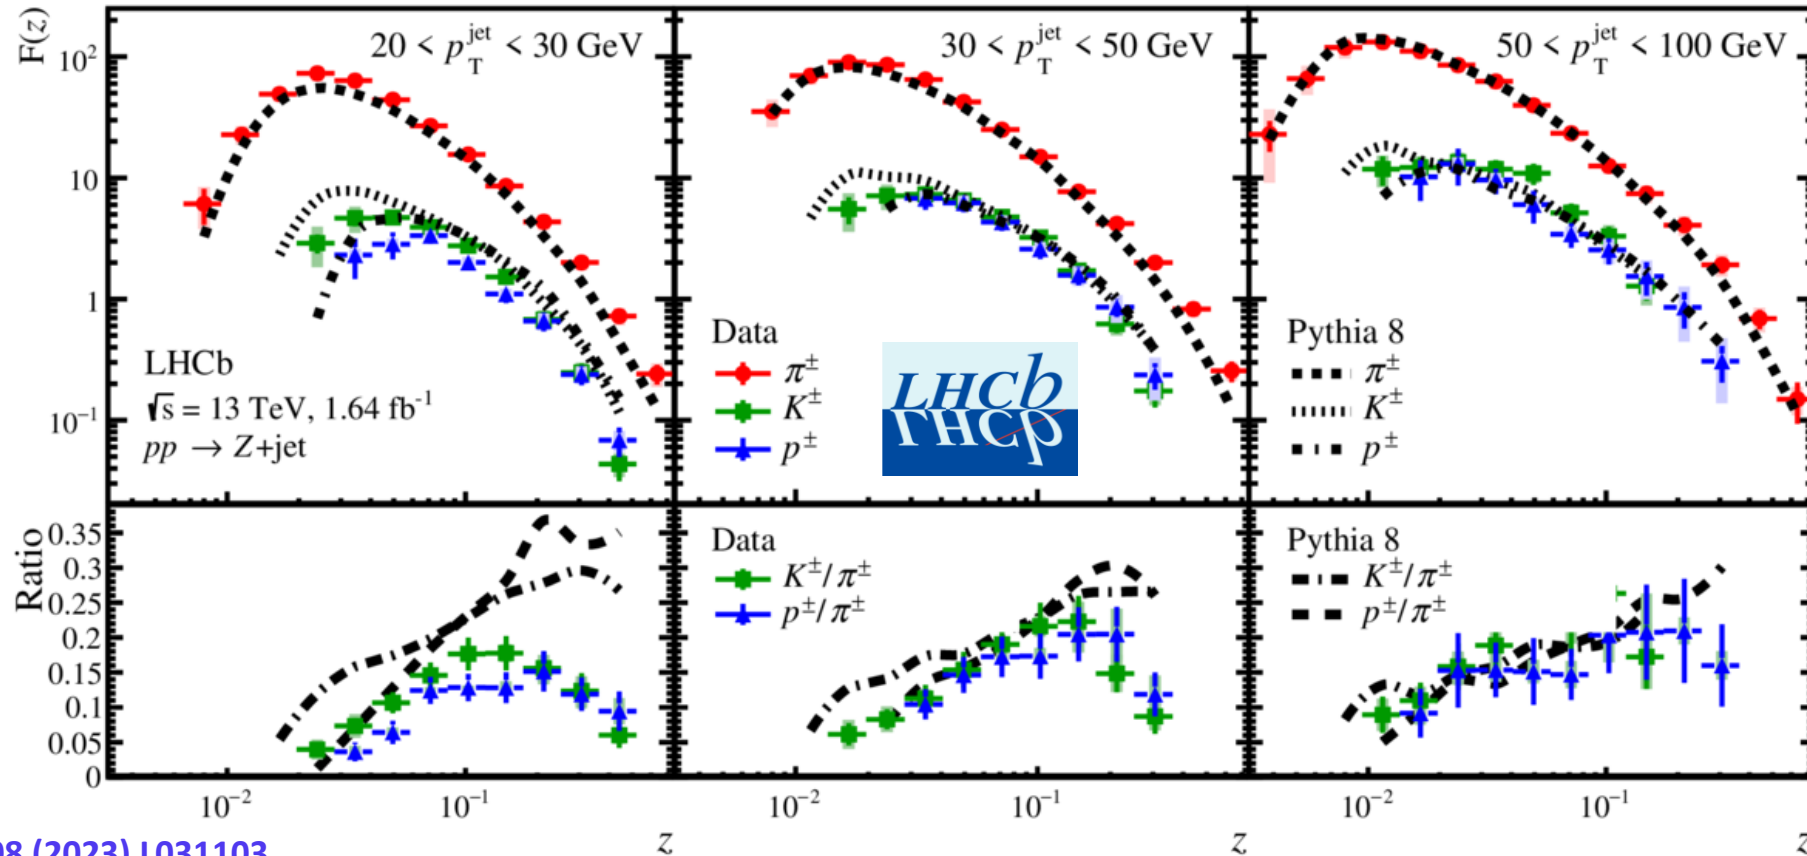 F(z)
20 < p_T^jet < 30 GeV
30 < p_T^jet < 50 GeV
50 < p_T^jet < 100 GeV
10²
10
1
10⁻¹
LHCb
√s = 13 TeV, 1.64 fb⁻¹
pp → Z+jet
Data
π±
K±
p±
LHCb
LHCb
Pythia 8
π±
K±
p±
Ratio
0.35
0.3
0.25
0.2
0.15
0.1
0.05
0
Data
K±/π±
p±/π±
Pythia 8
K±/π±
p±/π±
10⁻² 10⁻¹ 10⁻² 10⁻¹ 10⁻² 10⁻¹
z z z
08 (2023) L031103